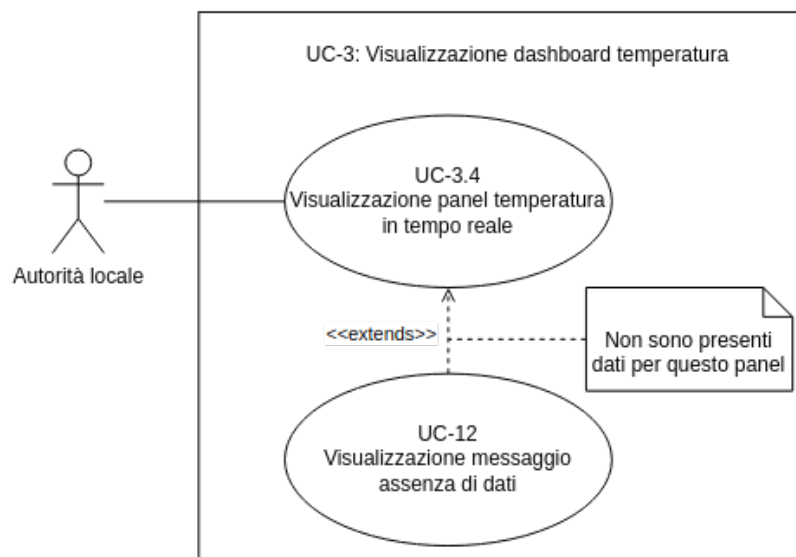 UC-3: Visualizzazione dashboard temperatura
UC-3.4
Visualizzazione panel temperatura
in tempo reale
Autorità locale
<<extends>>
Non sono presenti
dati per questo panel
UC-12
Visualizzazione messaggio
assenza di dati